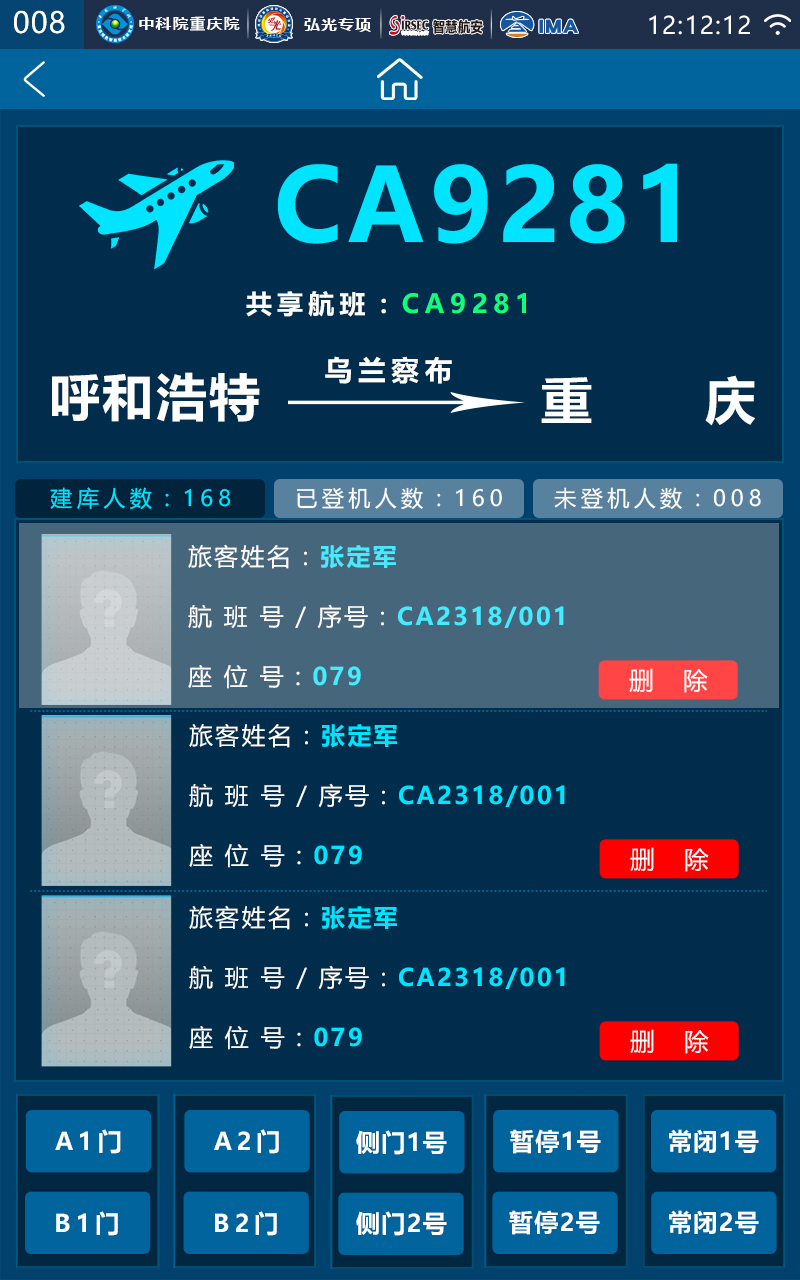 008 中科院重庆院 弘光专项 SiRSEC 智慧航安 IMA 12:12:12
CA9281
共享航班：CA9281
呼和浩特 乌兰察布 重 庆
建库人数：168 已登机人数：160 未登机人数：008
旅客姓名：张定军
航 班 号 / 序号：CA2318/001
座 位 号：079
删 除
旅客姓名：张定军
航 班 号 / 序号：CA2318/001
座 位 号：079
删 除
旅客姓名：张定军
航 班 号 / 序号：CA2318/001
座 位 号：079
删 除
A1门 A2门 侧门1号 暂停1号 常闭1号
B1门 B2门 侧门2号 暂停2号 常闭2号